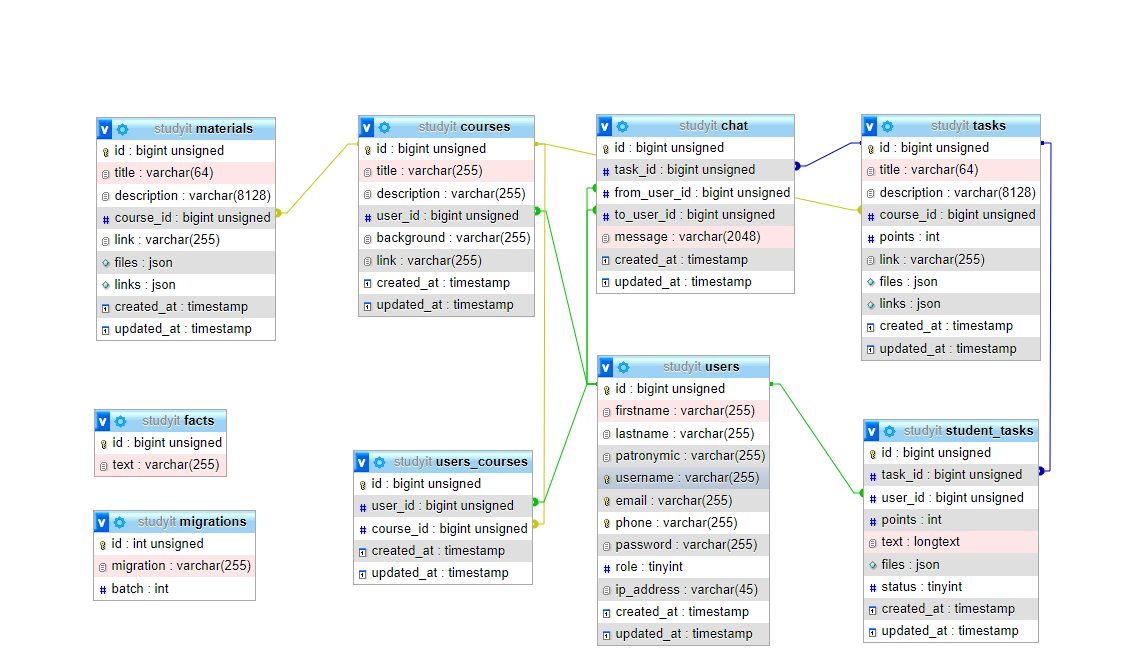 studyit materials
id : bigint unsigned
title : varchar(64)
description : varchar(8128)
course_id : bigint unsigned
link : varchar(255)
files : json
links : json
created_at : timestamp
updated_at : timestamp
studyit courses
id : bigint unsigned
title : varchar(255)
description : varchar(255)
user_id : bigint unsigned
background : varchar(255)
link : varchar(255)
created_at : timestamp
updated_at : timestamp
studyit chat
id : bigint unsigned
task_id : bigint unsigned
from_user_id : bigint unsigned
to_user_id : bigint unsigned
message : varchar(2048)
created_at : timestamp
updated_at : timestamp
studyit tasks
id : bigint unsigned
title : varchar(64)
description : varchar(8128)
course_id : bigint unsigned
points : int
link : varchar(255)
files : json
links : json
created_at : timestamp
updated_at : timestamp
studyit facts
id : bigint unsigned
text : varchar(255)
studyit migrations
id : int unsigned
migration : varchar(255)
batch : int
studyit users_courses
id : bigint unsigned
user_id : bigint unsigned
course_id : bigint unsigned
created_at : timestamp
updated_at : timestamp
studyit users
id : bigint unsigned
firstname : varchar(255)
lastname : varchar(255)
patronymic : varchar(255)
username : varchar(255)
email : varchar(255)
phone : varchar(255)
password : varchar(255)
role : tinyint
ip_address : varchar(45)
created_at : timestamp
updated_at : timestamp
studyit student_tasks
id : bigint unsigned
task_id : bigint unsigned
user_id : bigint unsigned
points : int
text : longtext
files : json
status : tinyint
created_at : timestamp
updated_at : timestamp